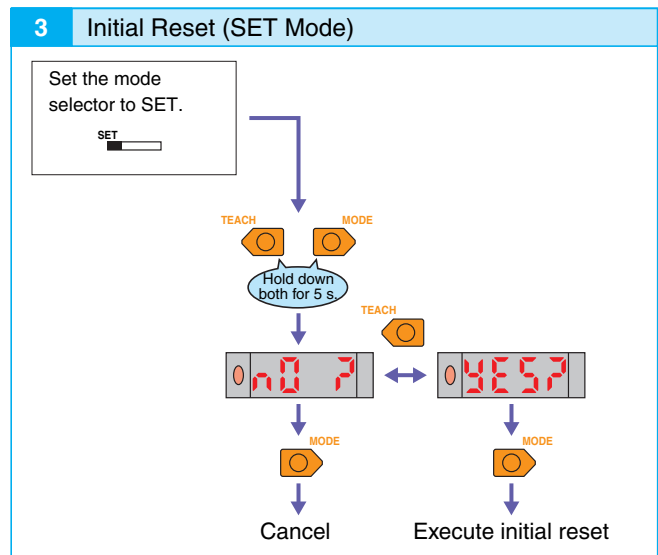 3 Initial Reset (SET Mode)
Set the mode
selector to SET.
SET
TEACH MODE
Hold down
both for 5 s.
TEACH
nO ? YES?
MODE MODE
Cancel Execute initial reset